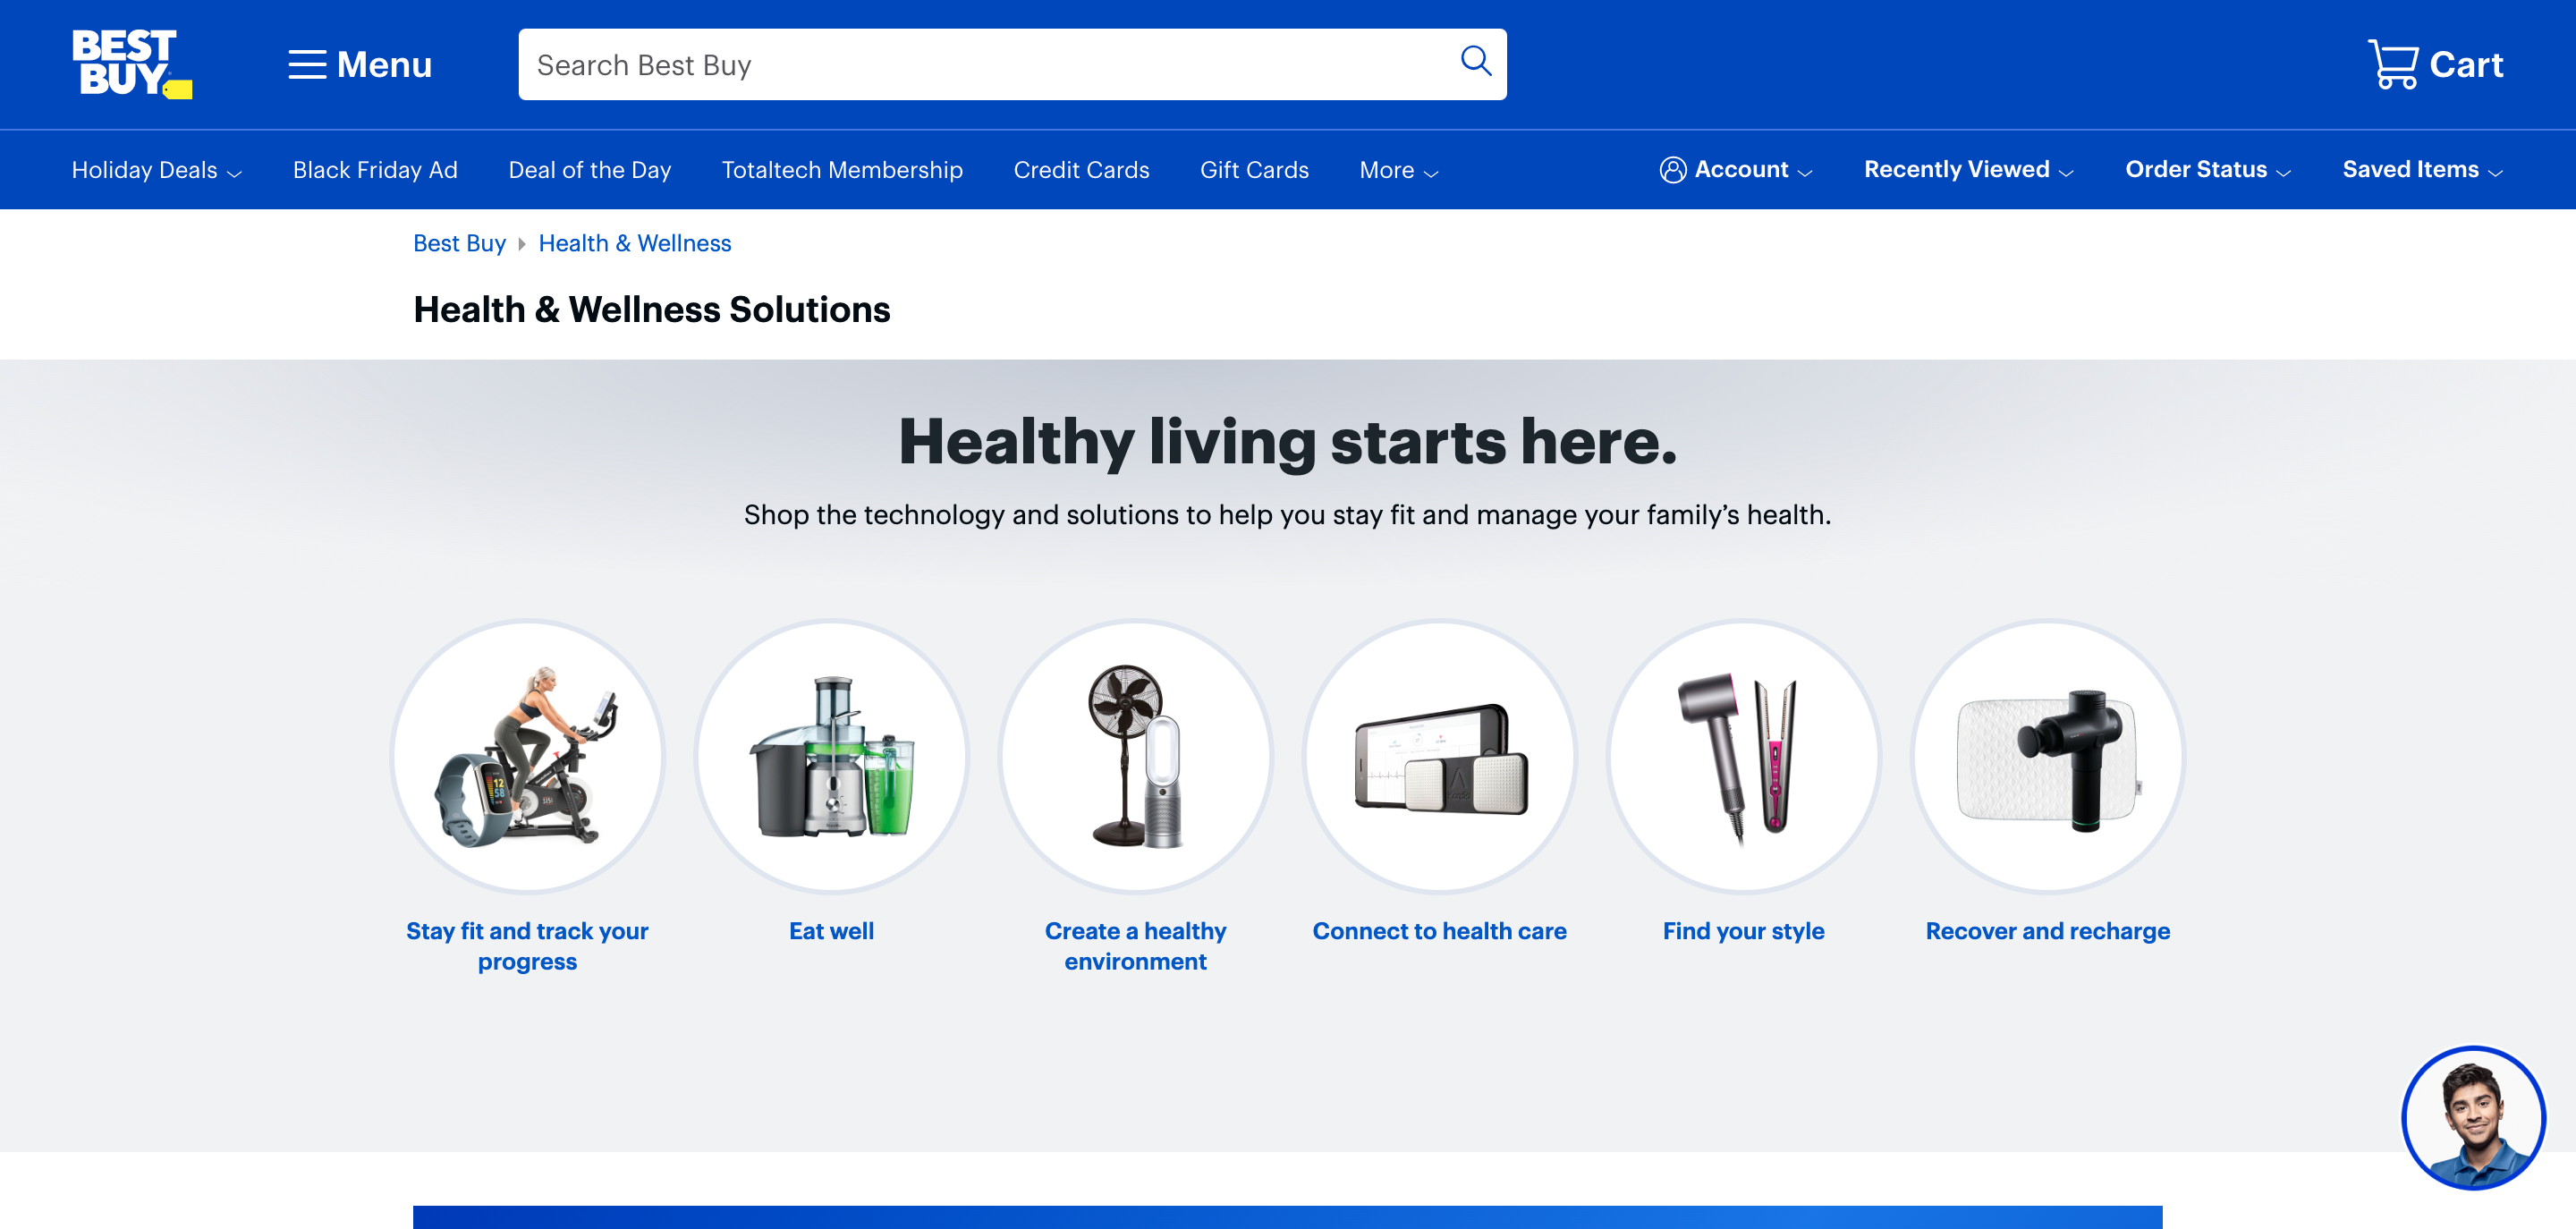 BEST
BUY
Menu
Search Best Buy
Cart
Holiday Deals
Black Friday Ad
Deal of the Day
Totaltech Membership
Credit Cards
Gift Cards
More
Account
Recently Viewed
Order Status
Saved Items
Best Buy
Health & Wellness
Health & Wellness Solutions
Healthy living starts here.
Shop the technology and solutions to help you stay fit and manage your family’s health.
12
58
Stay fit and track your
progress
Eat well
Create a healthy
environment
Connect to health care
Find your style
Recover and recharge